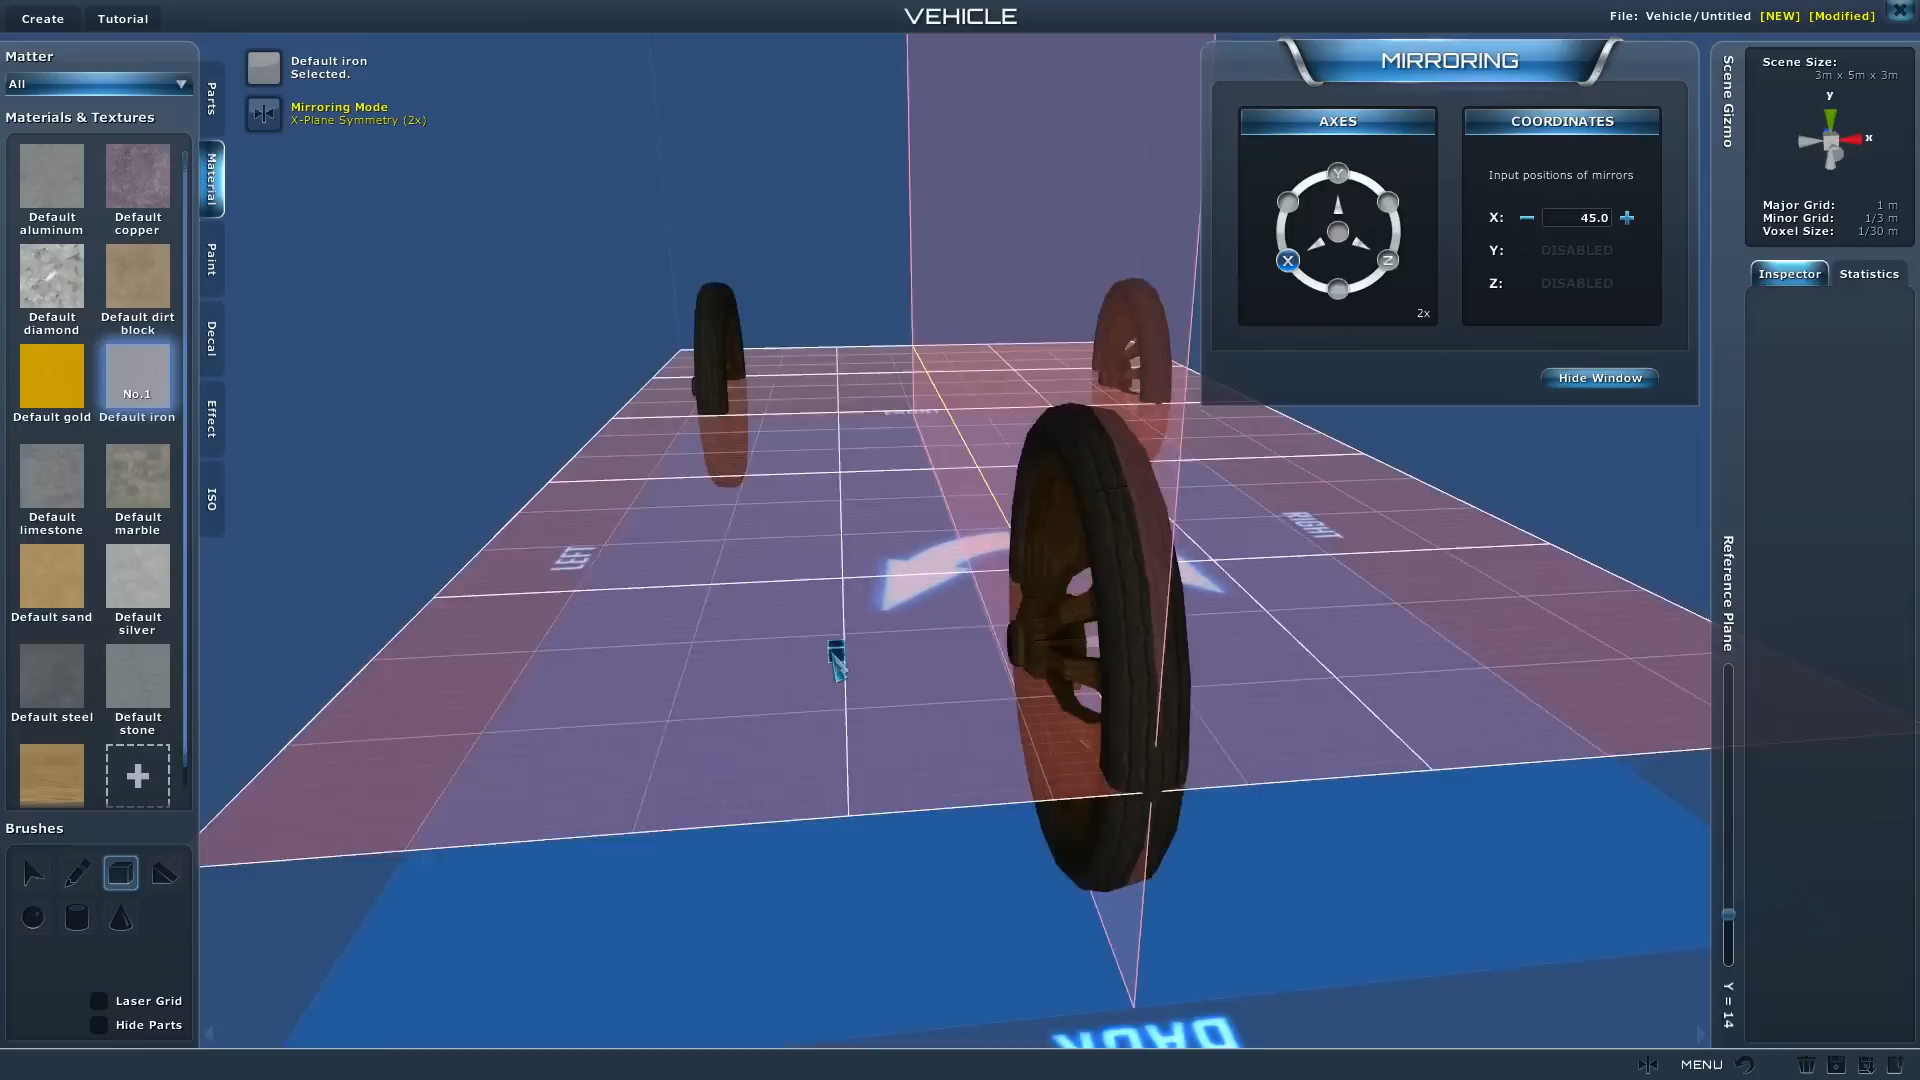 Create
Tutorial
VEHICLE
File: Vehicle/Untitled [NEW] [Modified]
Matter
All
Materials & Textures
Default aluminum
Default copper
Default diamond
Default dirt block
Default gold
No.1
Default iron
Default limestone
Default marble
Default sand
Default silver
Default steel
Default stone
Brushes
Laser Grid
Hide Parts
Parts
Material
Paint
Decal
Effect
ISO
Default iron
Selected.
Mirroring Mode
X-Plane Symmetry (2x)
LEFT
RIGHT
ROAD
MIRRORING
AXES
Y
X
Z
2x
COORDINATES
Input positions of mirrors
X: 45.0
Y: DISABLED
Z: DISABLED
Hide Window
Scene Gizmo
Scene Size:
3m x 5m x 3m
y
x
Major Grid: 1 m
Minor Grid: 1/3 m
Voxel Size: 1/30 m
Inspector
Statistics
Reference Plane
Y = 14
MENU